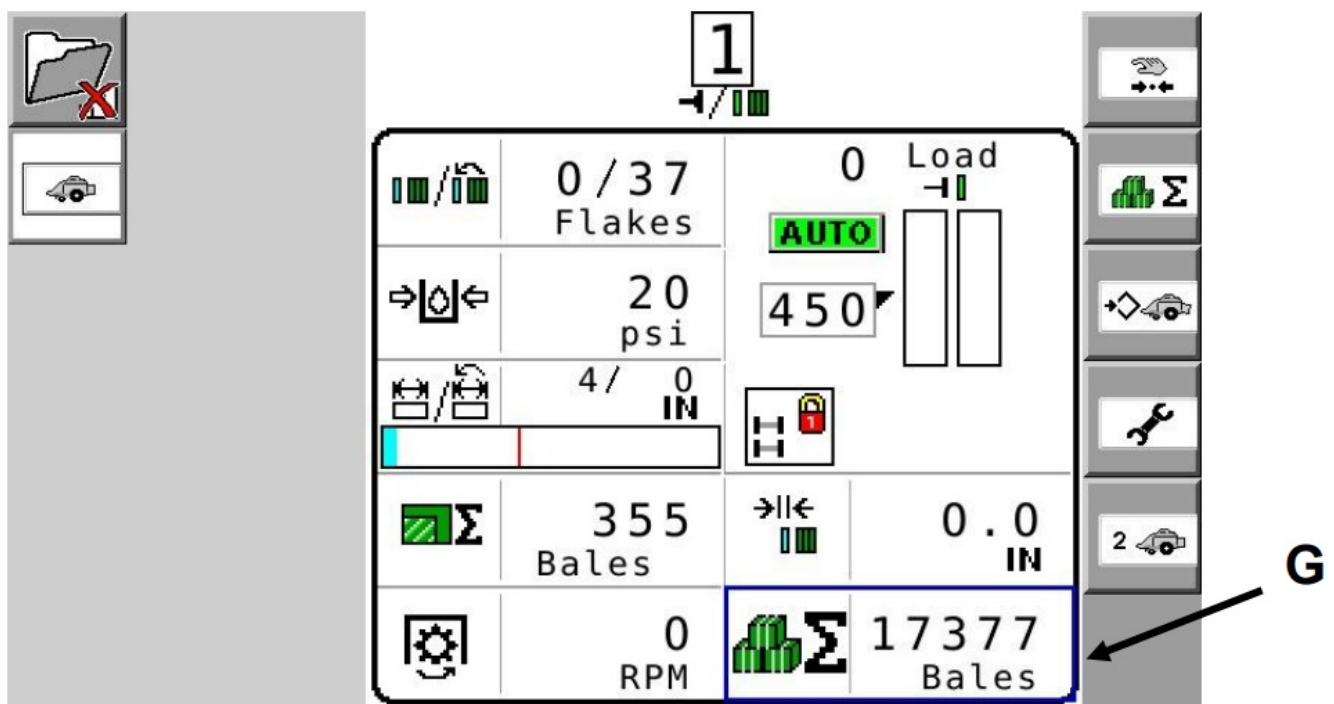 1
0/37
Flakes
0 Load
AUTO
20
psi
450
4/ 0
IN
1
355
Bales
0.0
IN
2
G
0
RPM
17377
Bales